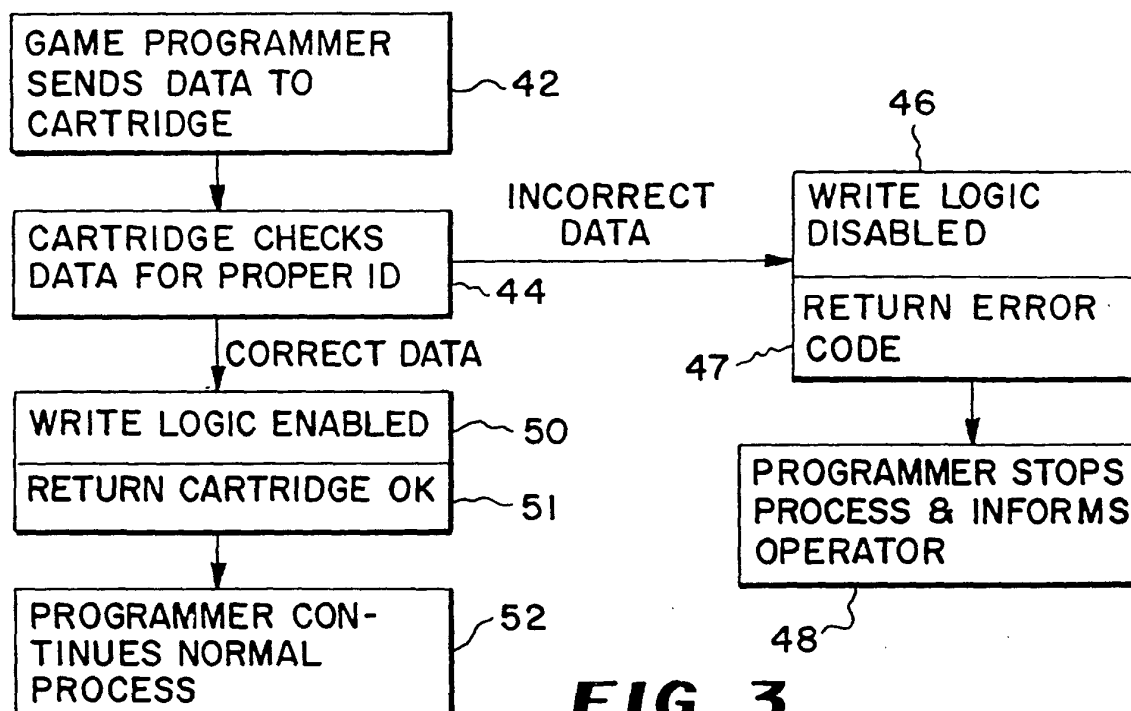 GAME PROGRAMMER
SENDS DATA TO
CARTRIDGE
42
CARTRIDGE CHECKS
DATA FOR PROPER ID
44
INCORRECT
DATA
46
WRITE LOGIC
DISABLED
RETURN ERROR
CODE
47
PROGRAMMER STOPS
PROCESS & INFORMS
OPERATOR
48
CORRECT DATA
WRITE LOGIC ENABLED
50
RETURN CARTRIDGE OK
51
PROGRAMMER CON-
TINUES NORMAL
PROCESS
52
FIG 3